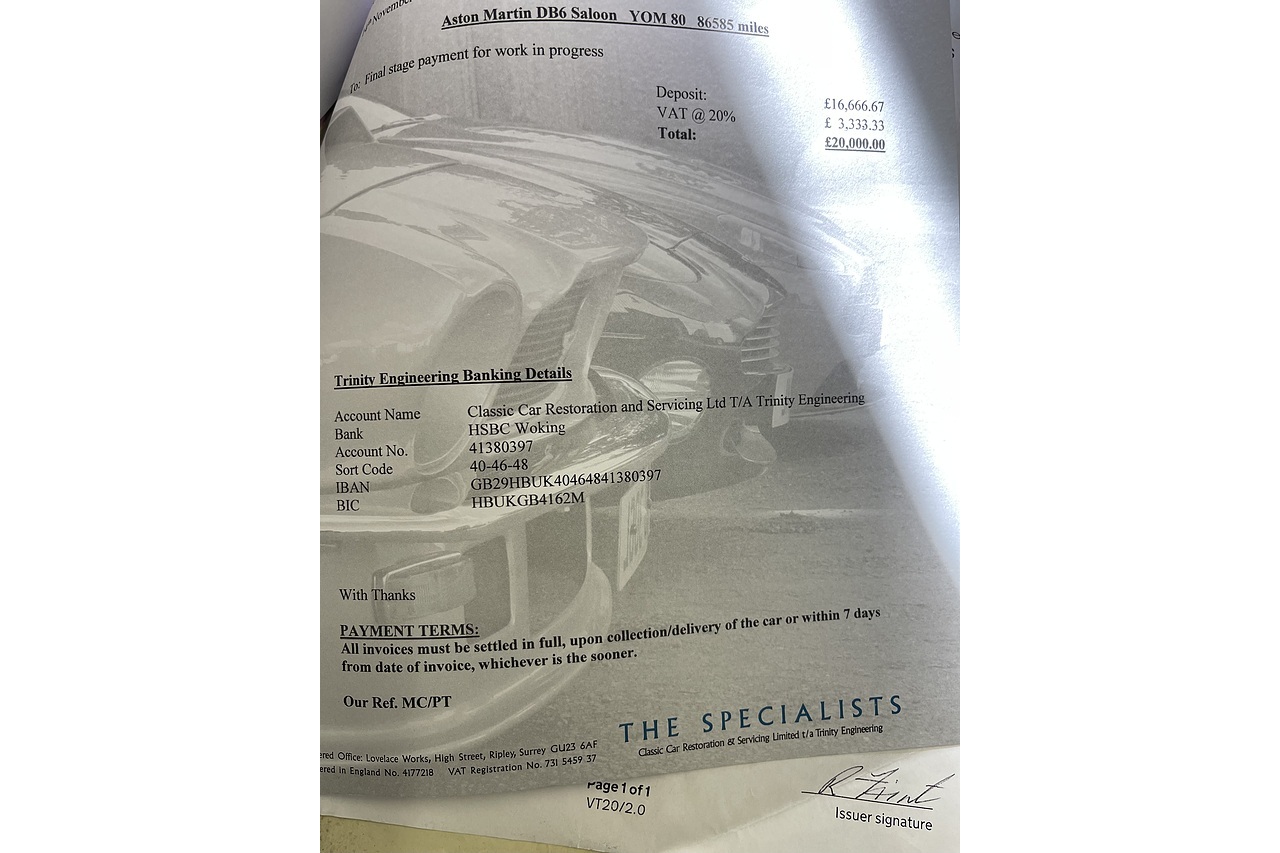 November
Aston Martin DB6 Saloon YOM 80 86585 miles
To: Final stage payment for work in progress
Deposit: £16,666.67
VAT @ 20% £ 3,333.33
Total: £20,000.00
Trinity Engineering Banking Details
Account Name Classic Car Restoration and Servicing Ltd T/A Trinity Engineering
Bank HSBC Woking
Account No. 41380397
Sort Code 40-46-48
IBAN GB29HBUK40464841380397
BIC HBUKGB4162M
With Thanks
PAYMENT TERMS:
All invoices must be settled in full, upon collection/delivery of the car or within 7 days
from date of invoice, whichever is the sooner.
Our Ref. MC/PT
THE SPECIALISTS
Classic Car Restoration & Servicing Limited t/a Trinity Engineering
ered Office: Lovelace Works, High Street, Ripley, Surrey GU23 6AF
ered in England No. 4177218 VAT Registration No. 731 5459 37
Page 1 of 1
VT20/2.0
Issuer signature